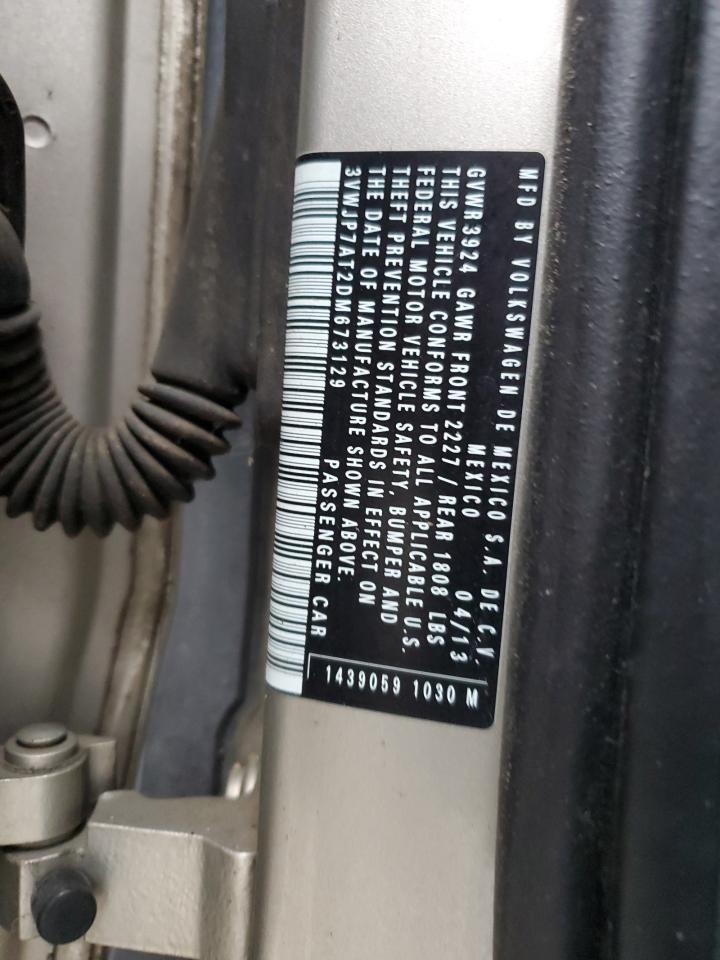 MFD BY VOLKSWAGEN DE MEXICO S.A. DE C.V.
MEXICO 04/13
GVWR 3924 GAWR FRONT 2227 / REAR 1808 LBS
THIS VEHICLE CONFORMS TO ALL APPLICABLE U.S.
FEDERAL MOTOR VEHICLE SAFETY, BUMPER AND
THEFT PREVENTION STANDARDS IN EFFECT ON
THE DATE OF MANUFACTURE SHOWN ABOVE.
3VWJP7AT2DM673129 PASSENGER CAR
1439059 1030 M